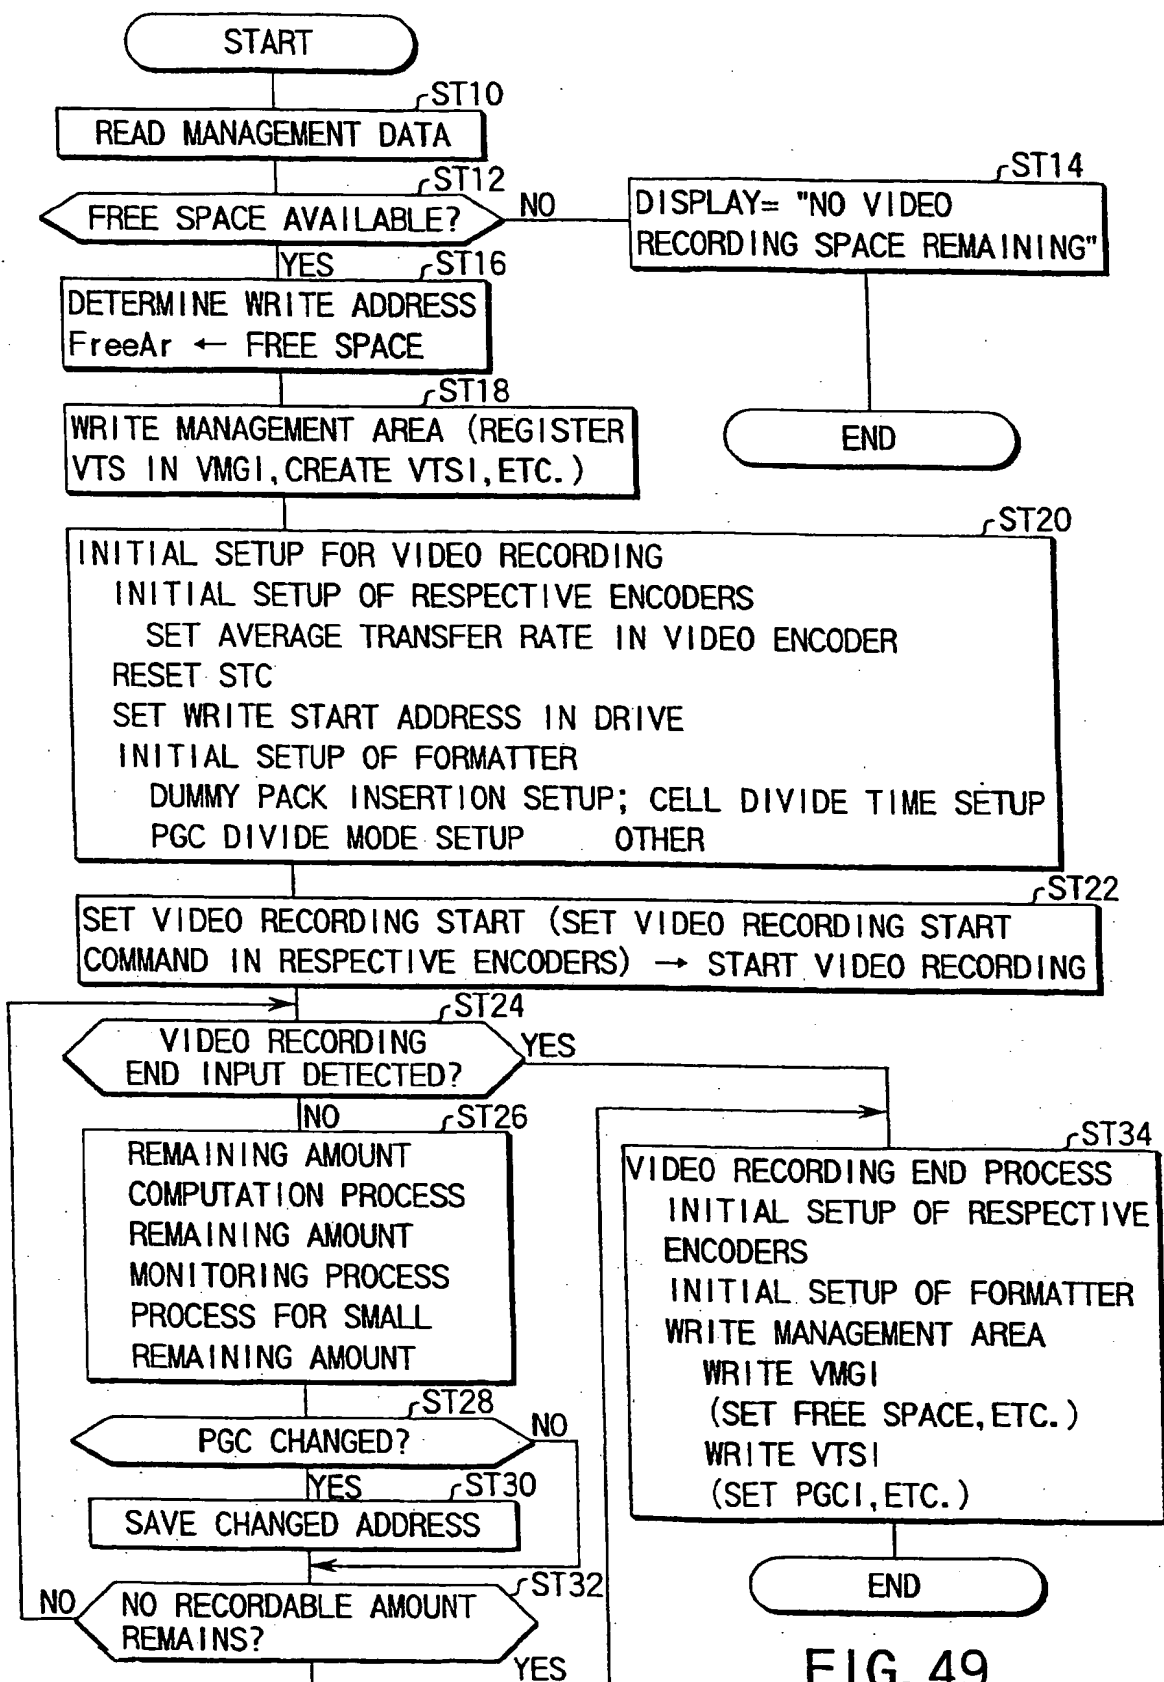 START
ST10
READ MANAGEMENT DATA
ST12
FREE SPACE AVAILABLE?
NO
ST14
DISPLAY= "NO VIDEO
RECORDING SPACE REMAINING"
END
YES
ST16
DETERMINE WRITE ADDRESS
FreeAr ← FREE SPACE
ST18
WRITE MANAGEMENT AREA (REGISTER
VTS IN VMGI, CREATE VTSI, ETC.)
ST20
INITIAL SETUP FOR VIDEO RECORDING
INITIAL SETUP OF RESPECTIVE ENCODERS
SET AVERAGE TRANSFER RATE IN VIDEO ENCODER
RESET STC
SET WRITE START ADDRESS IN DRIVE
INITIAL SETUP OF FORMATTER
DUMMY PACK INSERTION SETUP; CELL DIVIDE TIME SETUP
PGC DIVIDE MODE SETUP OTHER
ST22
SET VIDEO RECORDING START (SET VIDEO RECORDING START
COMMAND IN RESPECTIVE ENCODERS) → START VIDEO RECORDING
ST24
VIDEO RECORDING
END INPUT DETECTED?
YES
NO
ST26
REMAINING AMOUNT
COMPUTATION PROCESS
REMAINING AMOUNT
MONITORING PROCESS
PROCESS FOR SMALL
REMAINING AMOUNT
ST28
PGC CHANGED?
NO
YES
ST30
SAVE CHANGED ADDRESS
ST32
NO
NO RECORDABLE AMOUNT
REMAINS?
YES
ST34
VIDEO RECORDING END PROCESS
INITIAL SETUP OF RESPECTIVE
ENCODERS
INITIAL SETUP OF FORMATTER
WRITE MANAGEMENT AREA
WRITE VMGI
(SET FREE SPACE, ETC.)
WRITE VTSI
(SET PGCI, ETC.)
END
FIG. 49